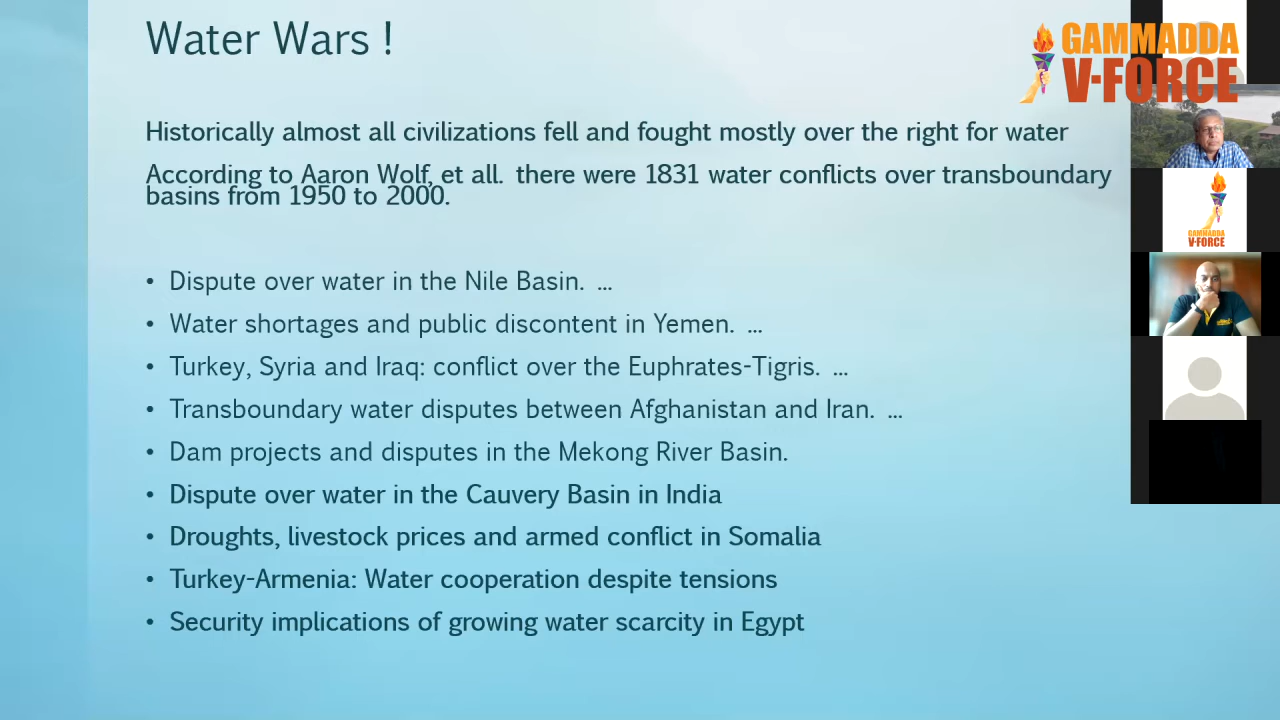 Water Wars !
GAMMADDA
V-FORCE
Historically almost all civilizations fell and fought mostly over the right for water
According to Aaron Wolf, et all. there were 1831 water conflicts over transboundary
basins from 1950 to 2000.
• Dispute over water in the Nile Basin. ...
• Water shortages and public discontent in Yemen. ...
• Turkey, Syria and Iraq: conflict over the Euphrates-Tigris. ...
• Transboundary water disputes between Afghanistan and Iran. ...
• Dam projects and disputes in the Mekong River Basin.
• Dispute over water in the Cauvery Basin in India
• Droughts, livestock prices and armed conflict in Somalia
• Turkey-Armenia: Water cooperation despite tensions
• Security implications of growing water scarcity in Egypt
GAMMADDA
V-FORCE